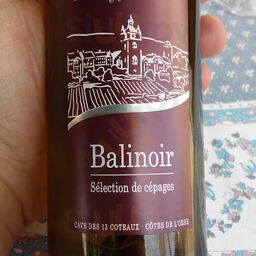 Balinoir
Sélection de cépages
CAVE DES 13 COTEAUX - CÔTES DE L'ORBE